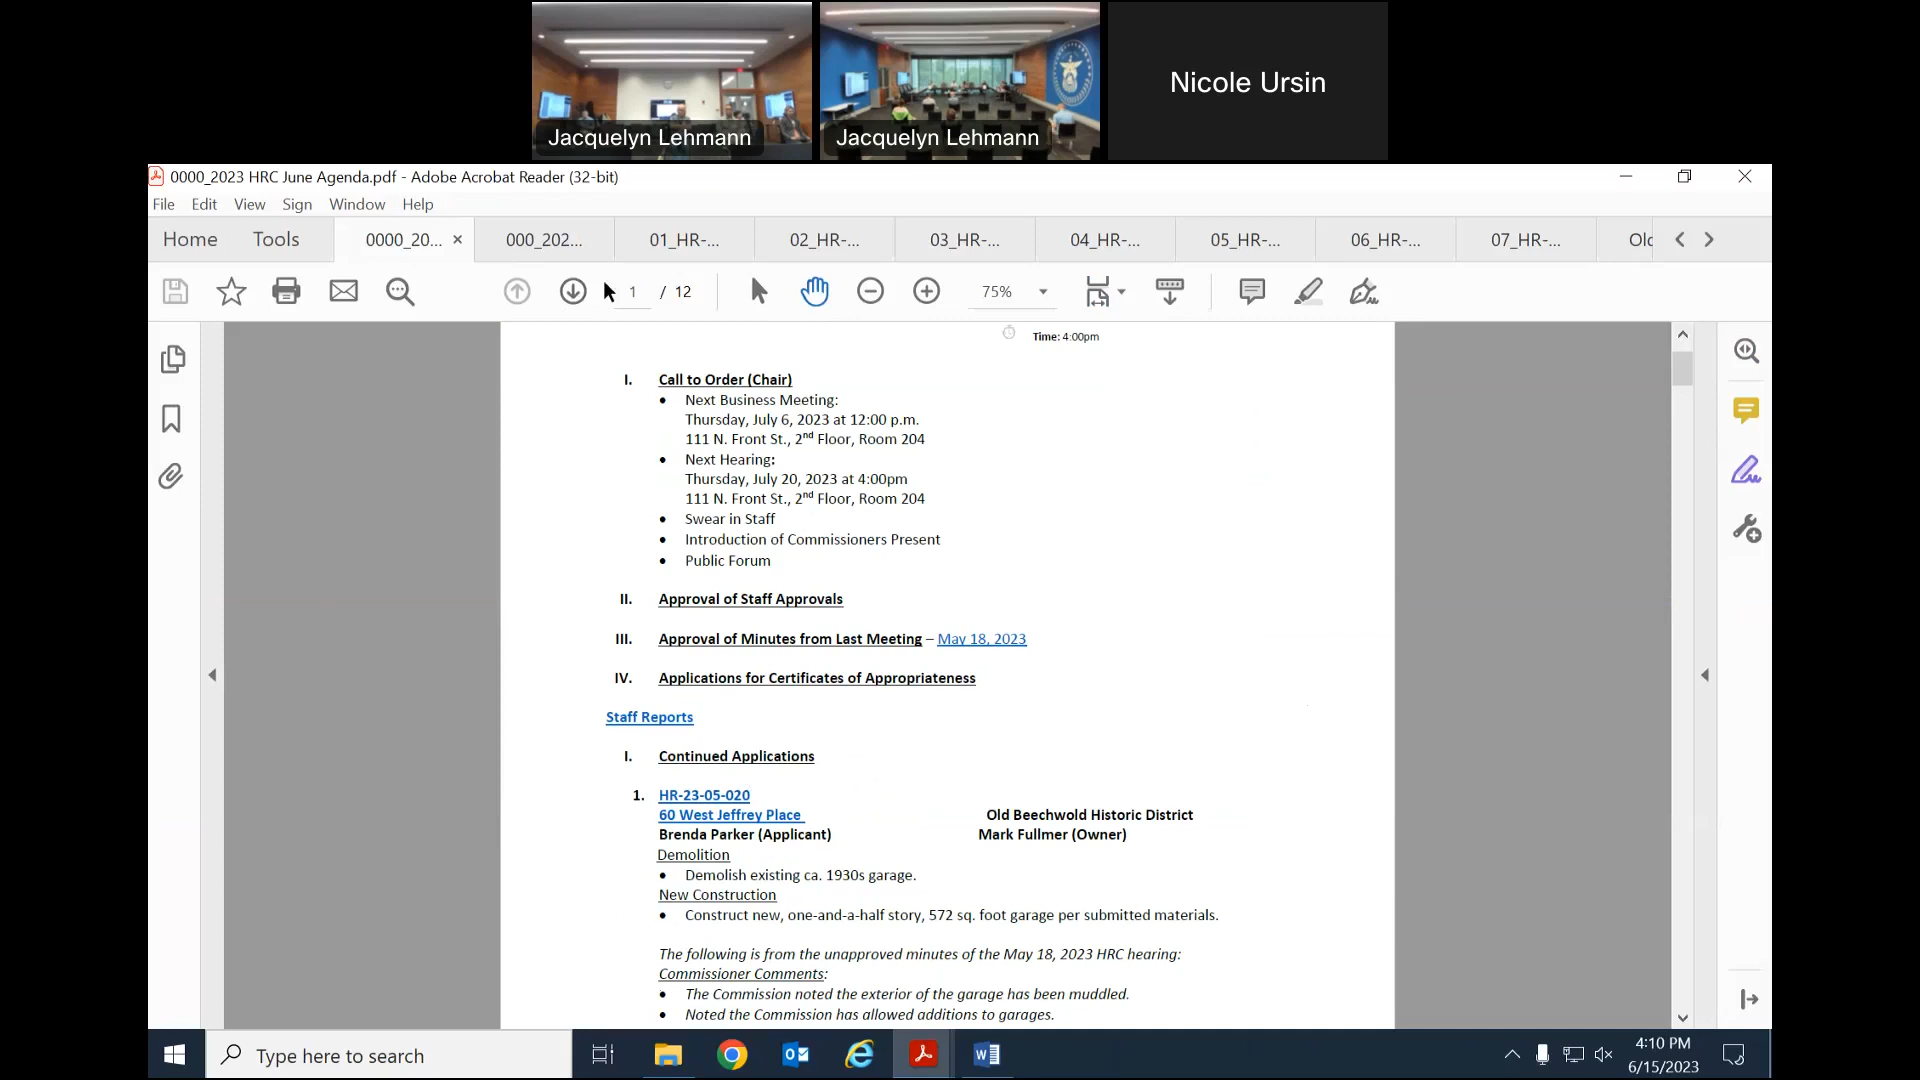 Nicole Ursin
Jacquelyn Lehmann
Jacquelyn Lehmann
0000_2023 HRC June Agenda.pdf - Adobe Acrobat Reader (32-bit)
File Edit View Sign Window Help
Home Tools 0000_20... × 000_202... 01_HR-... 02_HR-... 03_HR-... 04_HR-... 05_HR-... 06_HR-... 07_HR-... Old
1 / 12 75%
Time: 4:00pm
I. Call to Order (Chair)
• Next Business Meeting:
Thursday, July 6, 2023 at 12:00 p.m.
111 N. Front St., 2nd Floor, Room 204
• Next Hearing:
Thursday, July 20, 2023 at 4:00pm
111 N. Front St., 2nd Floor, Room 204
• Swear in Staff
• Introduction of Commissioners Present
• Public Forum
II. Approval of Staff Approvals
III. Approval of Minutes from Last Meeting – May 18, 2023
IV. Applications for Certificates of Appropriateness
Staff Reports
I. Continued Applications
1. HR-23-05-020
60 West Jeffrey Place Old Beechwold Historic District
Brenda Parker (Applicant) Mark Fullmer (Owner)
Demolition
• Demolish existing ca. 1930s garage.
New Construction
• Construct new, one-and-a-half story, 572 sq. foot garage per submitted materials.
The following is from the unapproved minutes of the May 18, 2023 HRC hearing:
Commissioner Comments:
• The Commission noted the exterior of the garage has been muddled.
• Noted the Commission has allowed additions to garages.
Type here to search
4:10 PM
6/15/2023